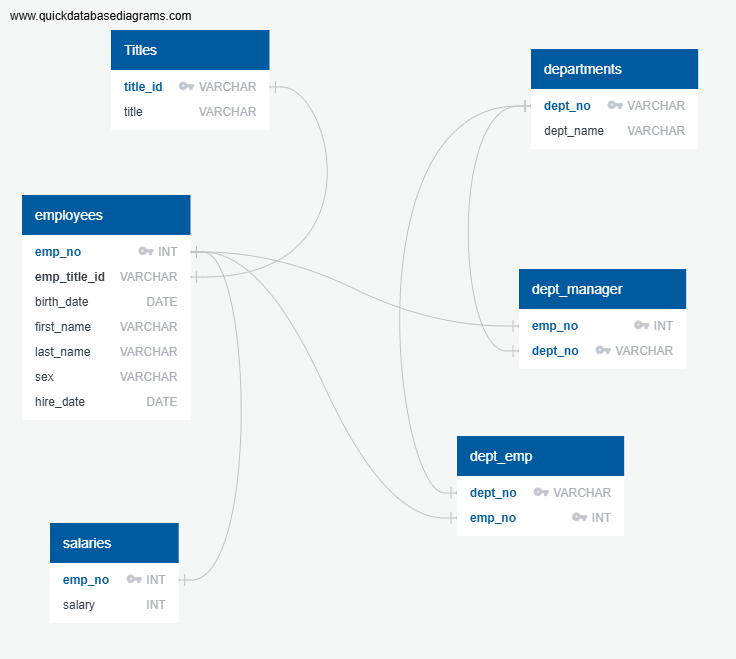 www.quickdatabasediagrams.com
Titles
title_id VARCHAR
title VARCHAR
departments
dept_no VARCHAR
dept_name VARCHAR
employees
emp_no INT
emp_title_id VARCHAR
birth_date DATE
first_name VARCHAR
last_name VARCHAR
sex VARCHAR
hire_date DATE
dept_manager
emp_no INT
dept_no VARCHAR
dept_emp
dept_no VARCHAR
emp_no INT
salaries
emp_no INT
salary INT